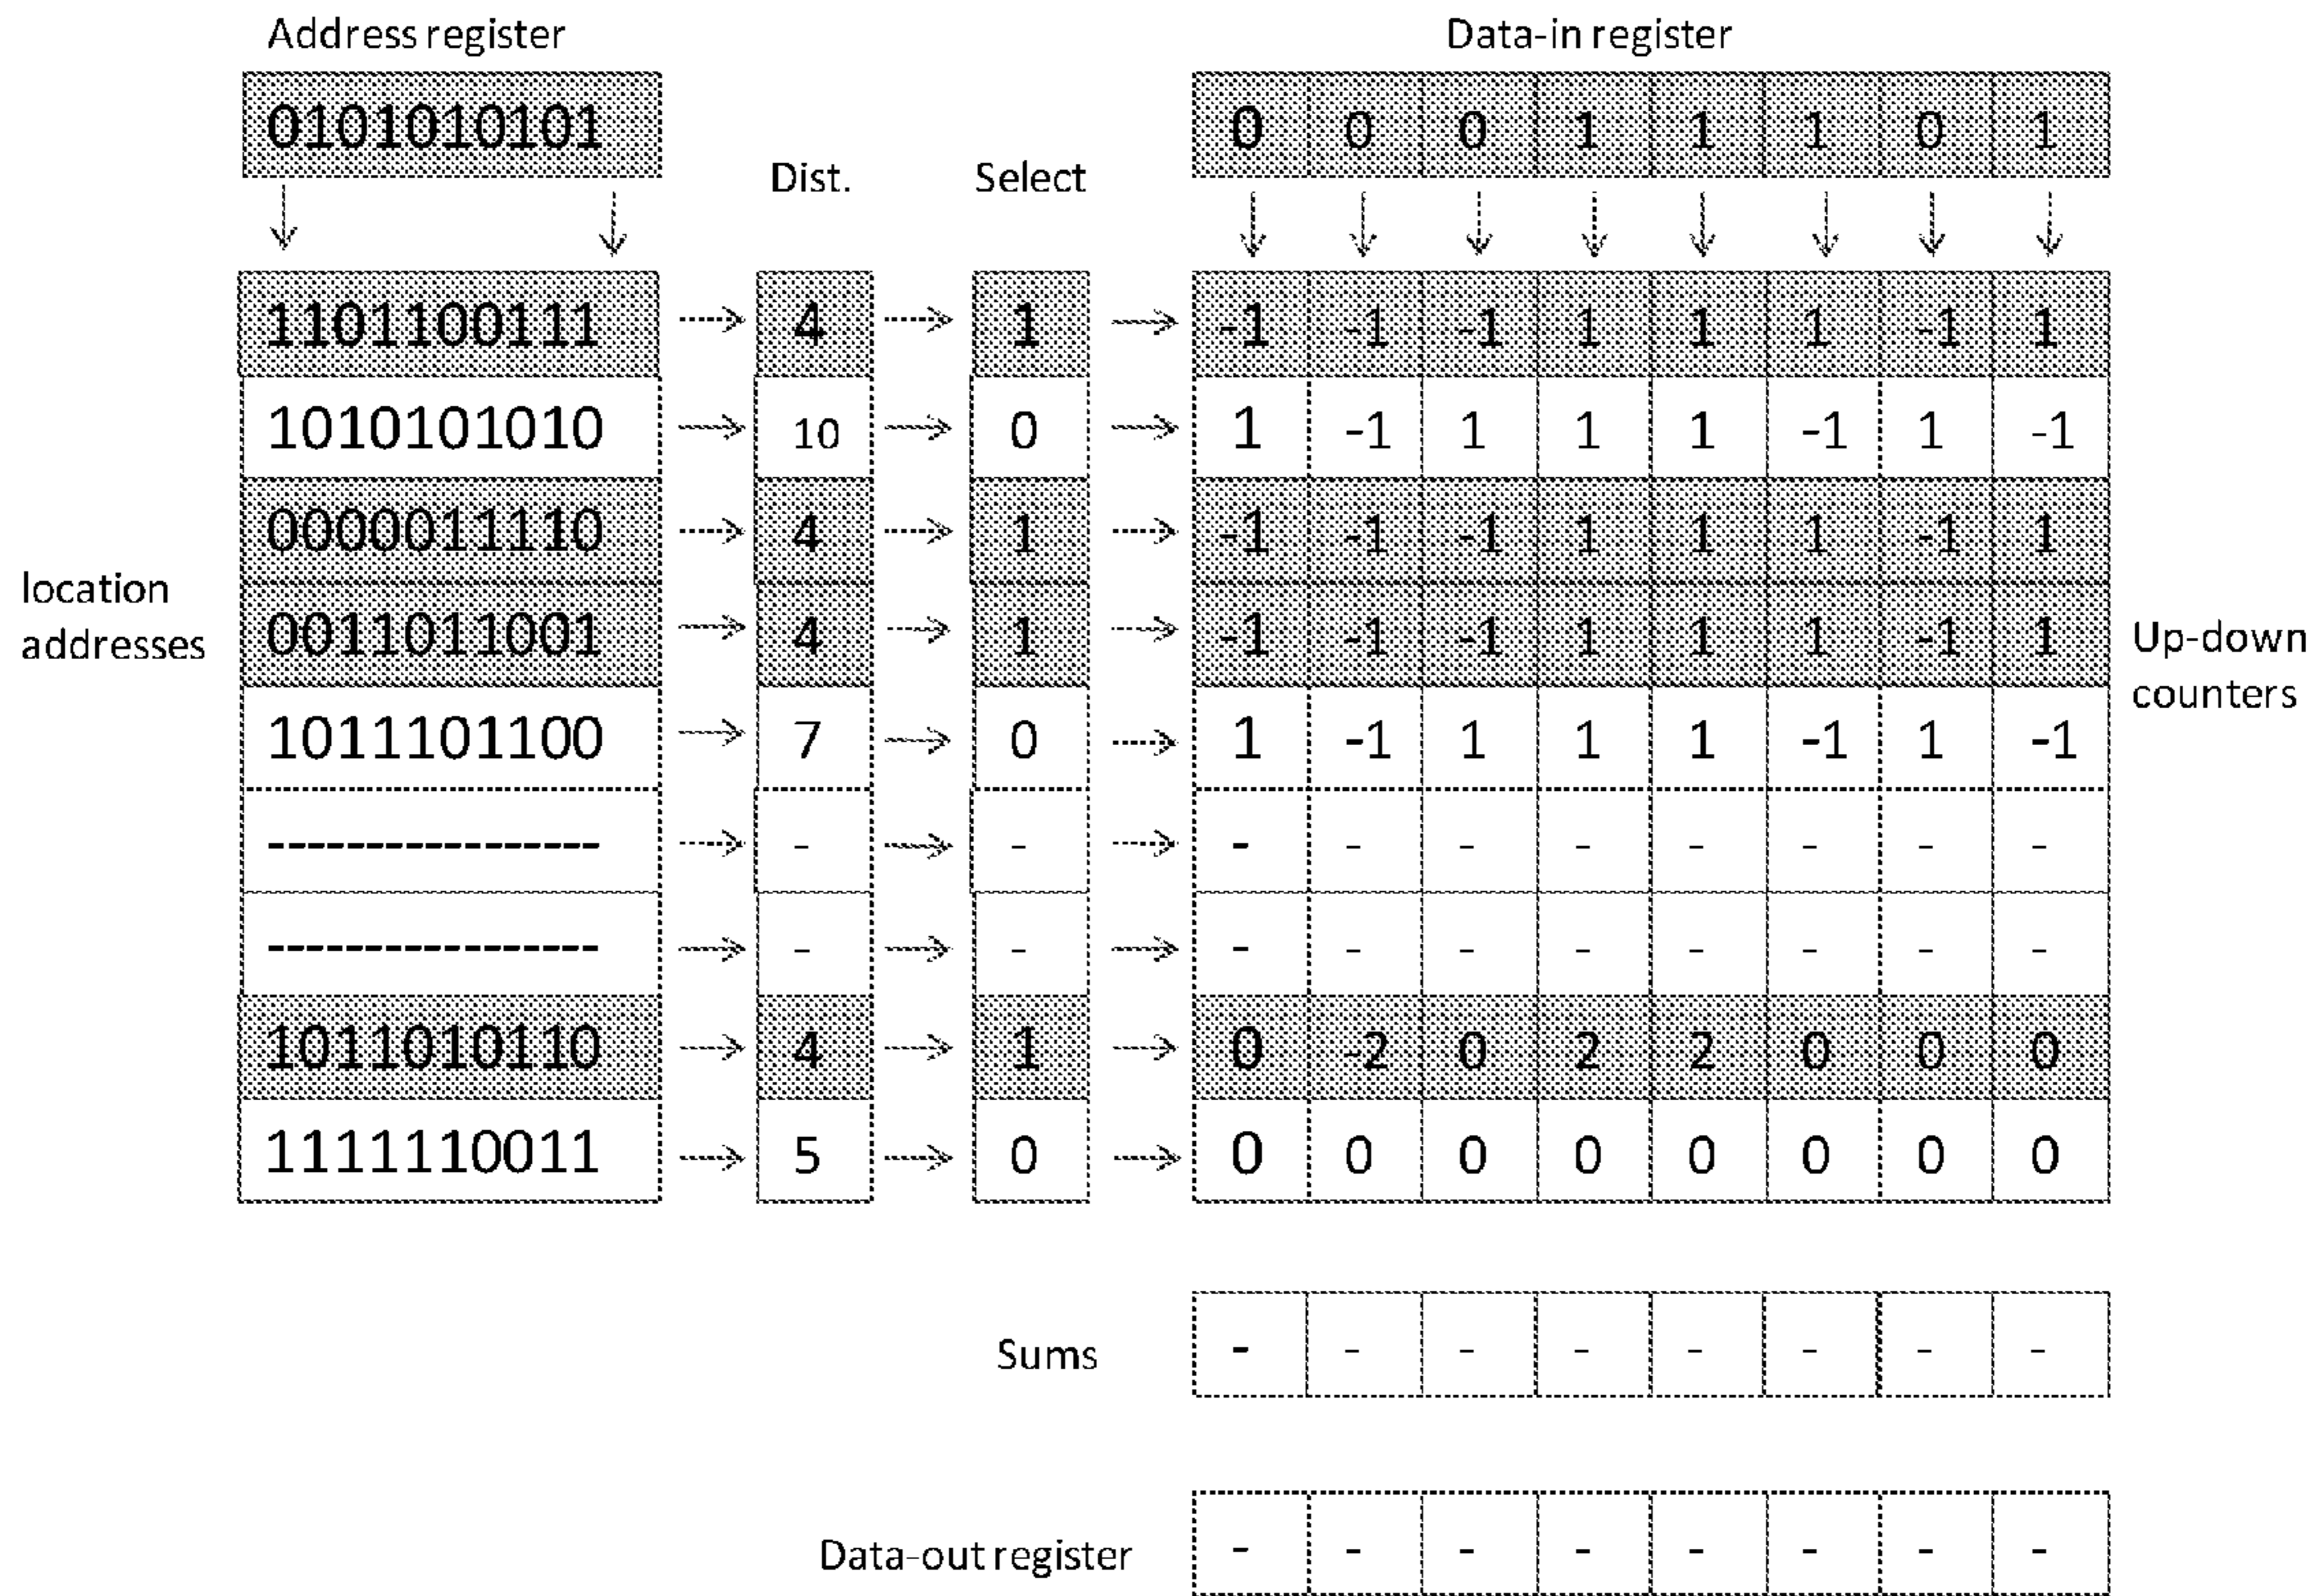 Address register Data-in register
0101010101 0 0 0 1 1 1 0 1
Dist. Select
1101100111 4 1 -1 -1 -1 1 1 1 -1 1
1010101010 10 0 1 -1 1 1 1 -1 1 -1
0000011110 4 1 -1 -1 -1 1 1 1 -1 1
location
addresses
0011011001 4 1 -1 -1 -1 1 1 1 -1 1
Up-down
counters
1011101100 7 0 1 -1 1 1 1 -1 1 -1
---------------- - - - - - - - - - -
---------------- - - - - - - - - - -
1011010110 4 1 0 -2 0 2 2 0 0 0
1111110011 5 0 0 0 0 0 0 0 0 0
Sums - - - - - - - -
Data-out register - - - - - - - -